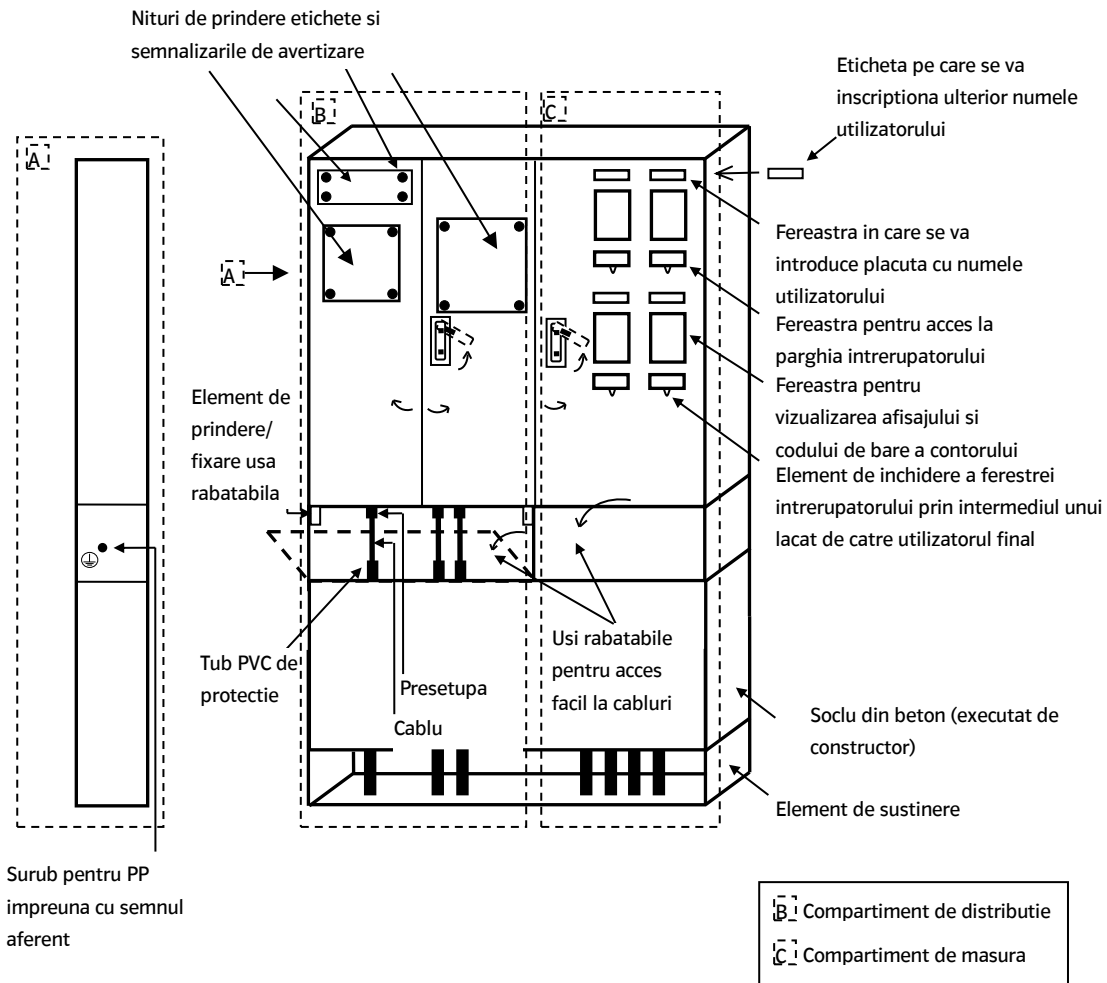 Nituri de prindere etichete si
semnalizarile de avertizare
Eticheta pe care se va
inscriptiona ulterior numele
utilizatorului
B
C
A
Fereastra in care se va
introduce placuta cu numele
utilizatorului
A
Fereastra pentru acces la
parghia intrerupatorului
Fereastra pentru
vizualizarea afisajului si
codului de bare a contorului
Element de
prindere/
fixare usa
rabatabila
Element de inchidere a ferestrei
intrerupatorului prin intermediul unui
lacat de catre utilizatorul final
Tub PVC de
protectie
Presetupa
Cablu
Usi rabatabile
pentru acces
facil la cabluri
Soclu din beton (executat de
constructor)
Element de sustinere
Surub pentru PP
impreuna cu semnul
aferent
B Compartiment de distributie
C Compartiment de masura